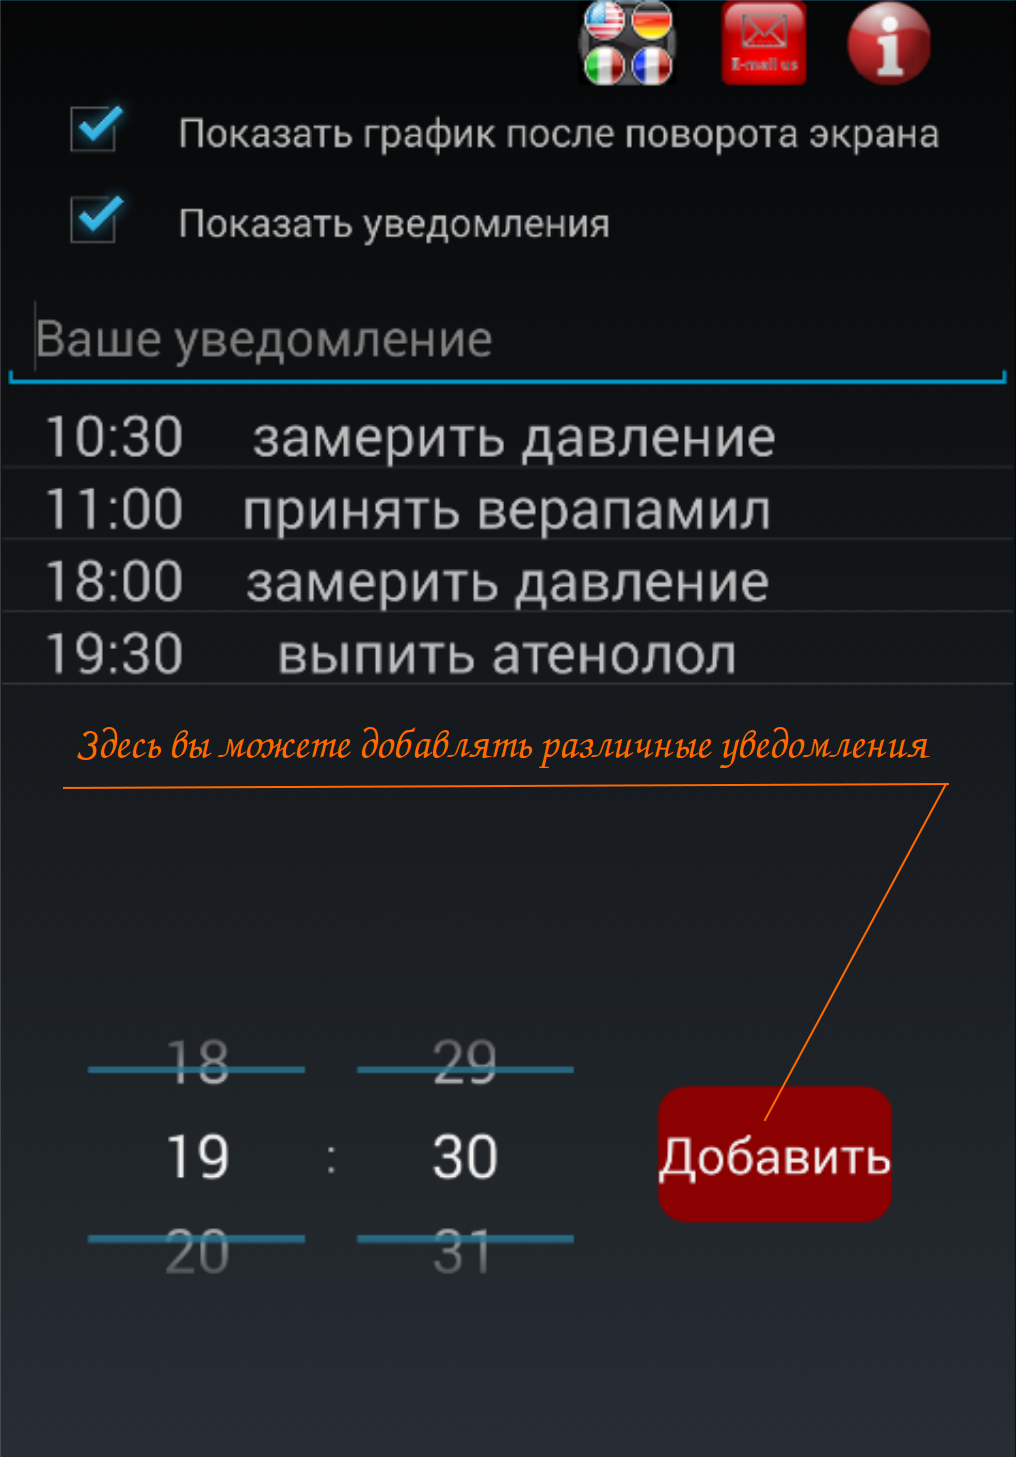 E-mail us
Показать график после поворота экрана
Показать уведомления
Ваше уведомление
10:30 замерить давление
11:00 принять верапамил
18:00 замерить давление
19:30 выпить атенолол
Здесь вы можете добавлять различные уведомления
18 29
19 : 30
Добавить
20 31